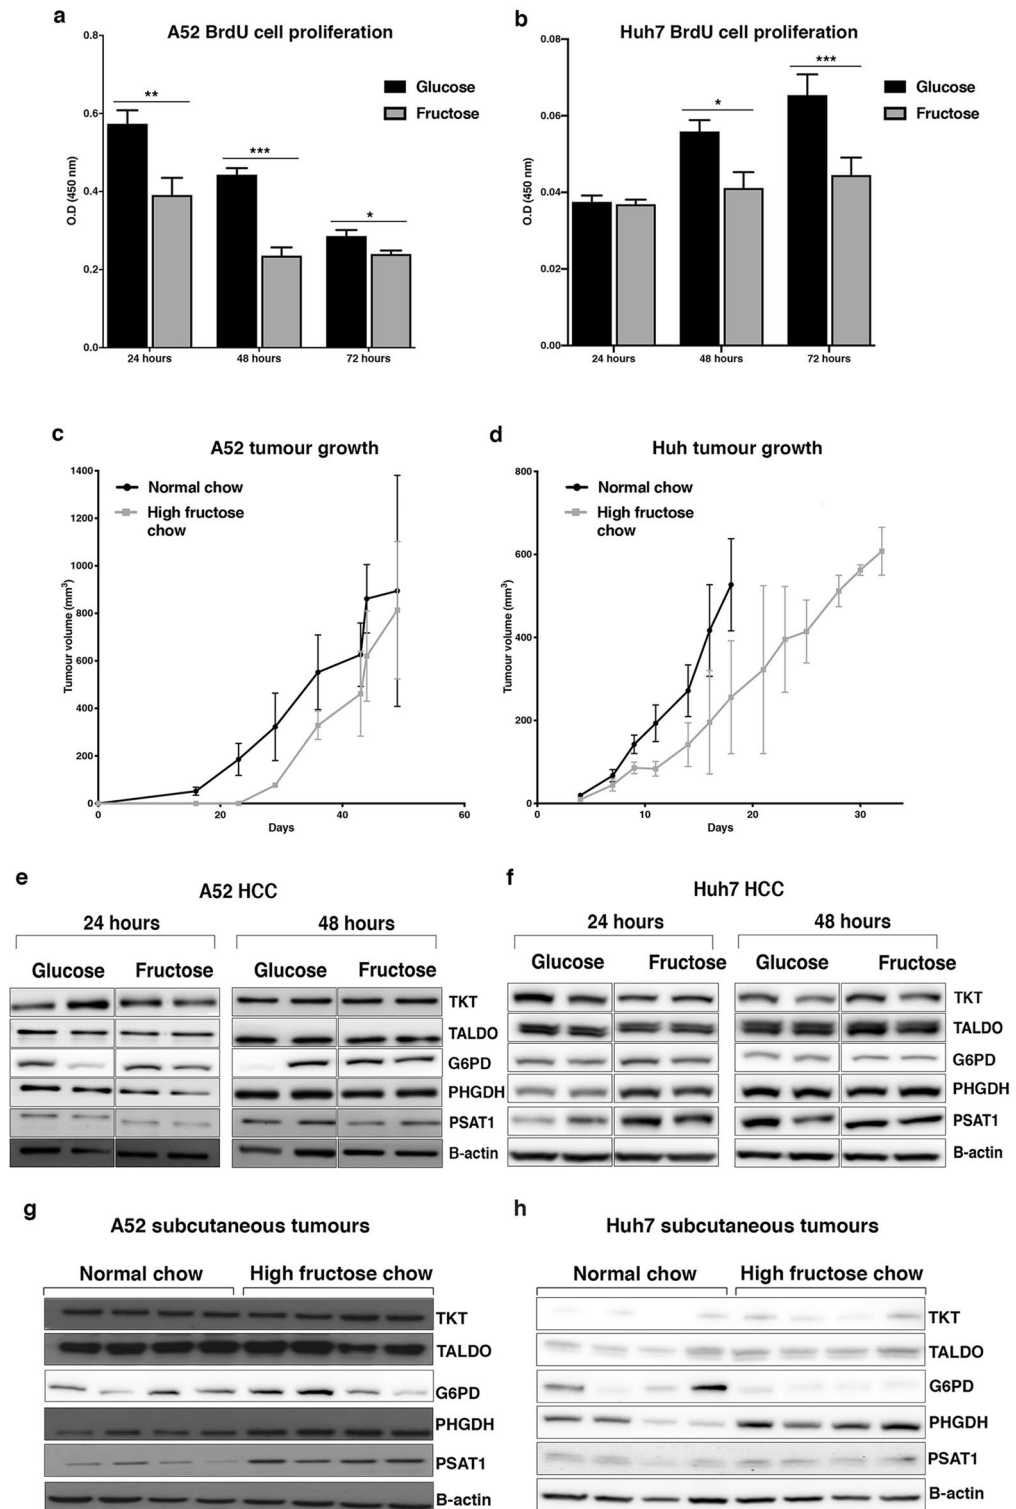 a
A52 BrdU cell proliferation
0.8
0.6
0.4
0.2
0.0
O.D (450 nm)
**
***
*
Glucose
Fructose
24 hours
48 hours
72 hours
b
Huh7 BrdU cell proliferation
0.08
0.06
0.04
0.02
0.00
O.D (450 nm)
*
***
Glucose
Fructose
24 hours
48 hours
72 hours
c
A52 tumour growth
1400
1200
1000
800
600
400
200
0
Tumour volume (mm3)
Normal chow
High fructose
chow
0
20
40
60
Days
d
Huh tumour growth
800
600
400
200
0
Tumour volume (mm3)
Normal chow
High fructose
chow
0
10
20
30
Days
e
A52 HCC
24 hours
48 hours
Glucose
Fructose
Glucose
Fructose
TKT
TALDO
G6PD
PHGDH
PSAT1
B-actin
f
Huh7 HCC
24 hours
48 hours
Glucose
Fructose
Glucose
Fructose
TKT
TALDO
G6PD
PHGDH
PSAT1
B-actin
g
A52 subcutaneous tumours
Normal chow
High fructose chow
TKT
TALDO
G6PD
PHGDH
PSAT1
B-actin
h
Huh7 subcutaneous tumours
Normal chow
High fructose chow
TKT
TALDO
G6PD
PHGDH
PSAT1
B-actin